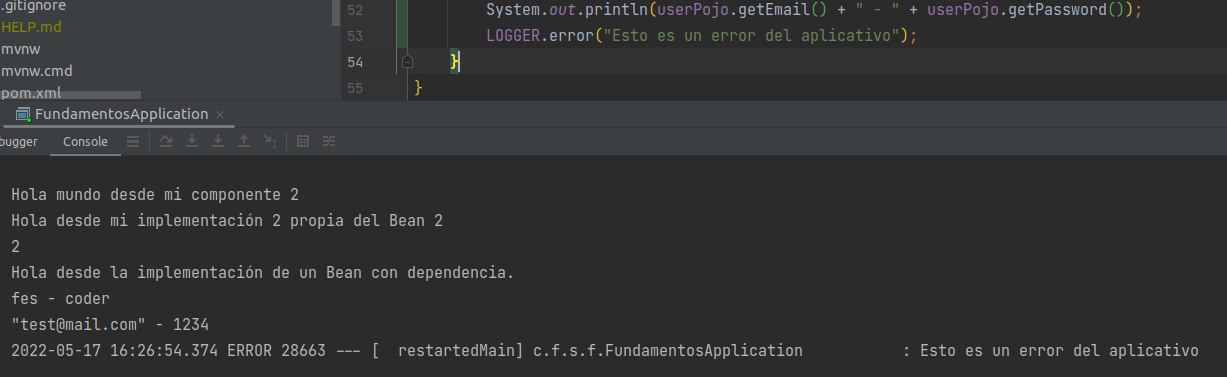 .gitignore
HELP.md
mvnw
mvnw.cmd
pom.xml
52 System.out.println(userPojo.getEmail() + " - " + userPojo.getPassword());
53 LOGGER.error("Esto es un error del aplicativo");
54 }
55 }
FundamentosApplication ×
bugger Console
Hola mundo desde mi componente 2
Hola desde mi implementación 2 propia del Bean 2
2
Hola desde la implementación de un Bean con dependencia.
fes - coder
"test@mail.com" - 1234
2022-05-17 16:26:54.374 ERROR 28663 --- [  restartedMain] c.f.s.f.FundamentosApplication           : Esto es un error del aplicativo